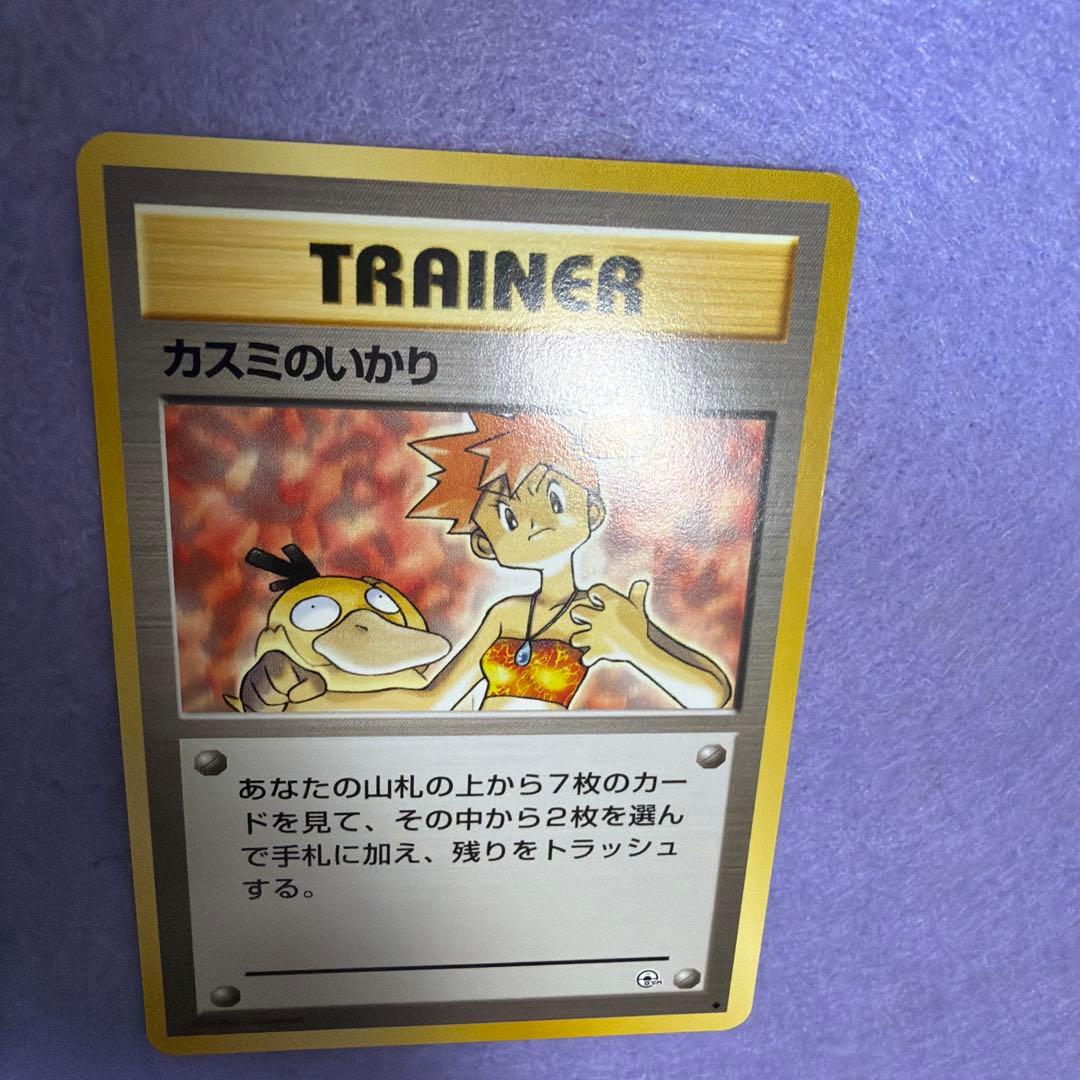 TRAINER
カスミのいかり
あなたの山札の上から7枚のカー
ドを見て、その中から2枚を選ん
で手札に加え、残りをトラッシュ
する。
GYM